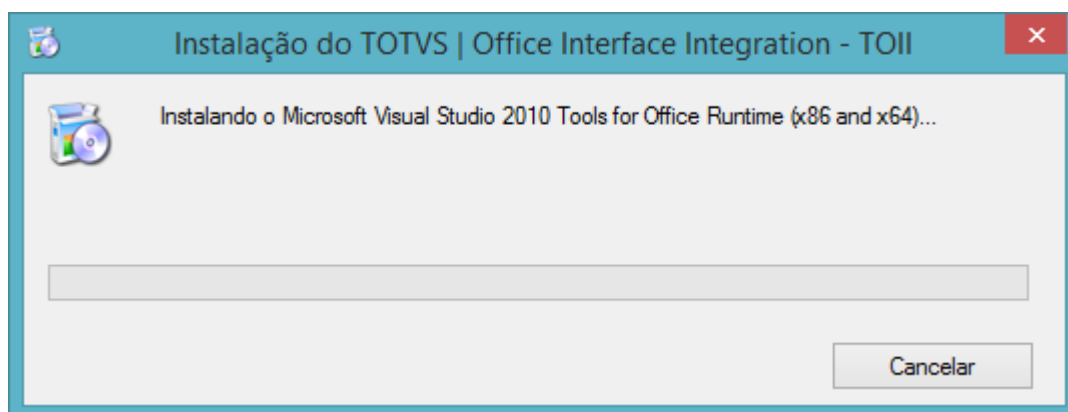 Instalação do TOTVS | Office Interface Integration - TOII
Instalando o Microsoft Visual Studio 2010 Tools for Office Runtime (x86 and x64)...
Cancelar